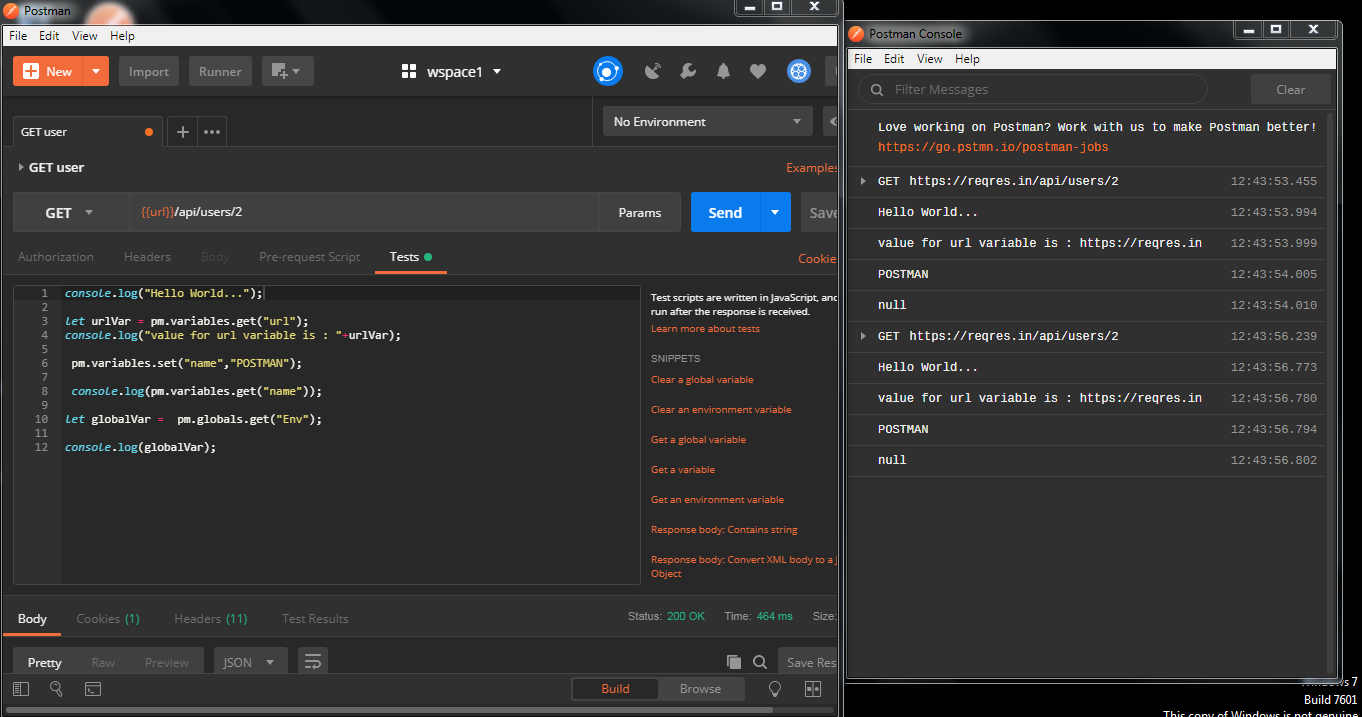 Postman
File Edit View Help
New Import Runner wspace1
GET user No Environment
GET user Examples
GET {{url}}/api/users/2 Params Send Save
Authorization Headers Body Pre-request Script Tests Cookie
1 console.log("Hello World...");
2
3 let urlVar = pm.variables.get("url");
4 console.log("value for url variable is : "+urlVar);
5
6 pm.variables.set("name","POSTMAN");
7
8 console.log(pm.variables.get("name"));
9
10 let globalVar = pm.globals.get("Env");
11
12 console.log(globalVar);
Test scripts are written in JavaScript, and
run after the response is received.
Learn more about tests
SNIPPETS
Clear a global variable
Clear an environment variable
Get a global variable
Get a variable
Get an environment variable
Response body: Contains string
Response body: Convert XML body to a J
Object
Body Cookies (1) Headers (11) Test Results Status: 200 OK Time: 464 ms Size:
Pretty Raw Preview JSON Save Res
Build Browse
Postman Console
File Edit View Help
Filter Messages Clear
Love working on Postman? Work with us to make Postman better!
https://go.pstmn.io/postman-jobs
GET https://reqres.in/api/users/2 12:43:53.455
Hello World... 12:43:53.994
value for url variable is : https://reqres.in 12:43:53.999
POSTMAN 12:43:54.005
null 12:43:54.010
GET https://reqres.in/api/users/2 12:43:56.239
Hello World... 12:43:56.773
value for url variable is : https://reqres.in 12:43:56.780
POSTMAN 12:43:56.794
null 12:43:56.802
Windows 7
Build 7601
This copy of Windows is not genuine